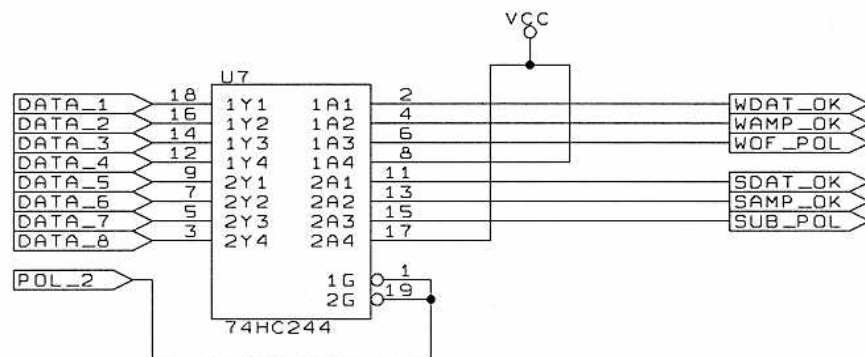 VCC
U7
DATA_1 18 1Y1 1A1 2 WDAT_OK
DATA_2 16 1Y2 1A2 4 WAMP_OK
DATA_3 14 1Y3 1A3 6 WOF_POL
DATA_4 12 1Y4 1A4 8
DATA_5 9 2Y1 2A1 11 SDAT_OK
DATA_6 7 2Y2 2A2 13 SAMP_OK
DATA_7 5 2Y3 2A3 15 SUB_POL
DATA_8 3 2Y4 2A4 17
POL_2 1G 1
2G 19
74HC244